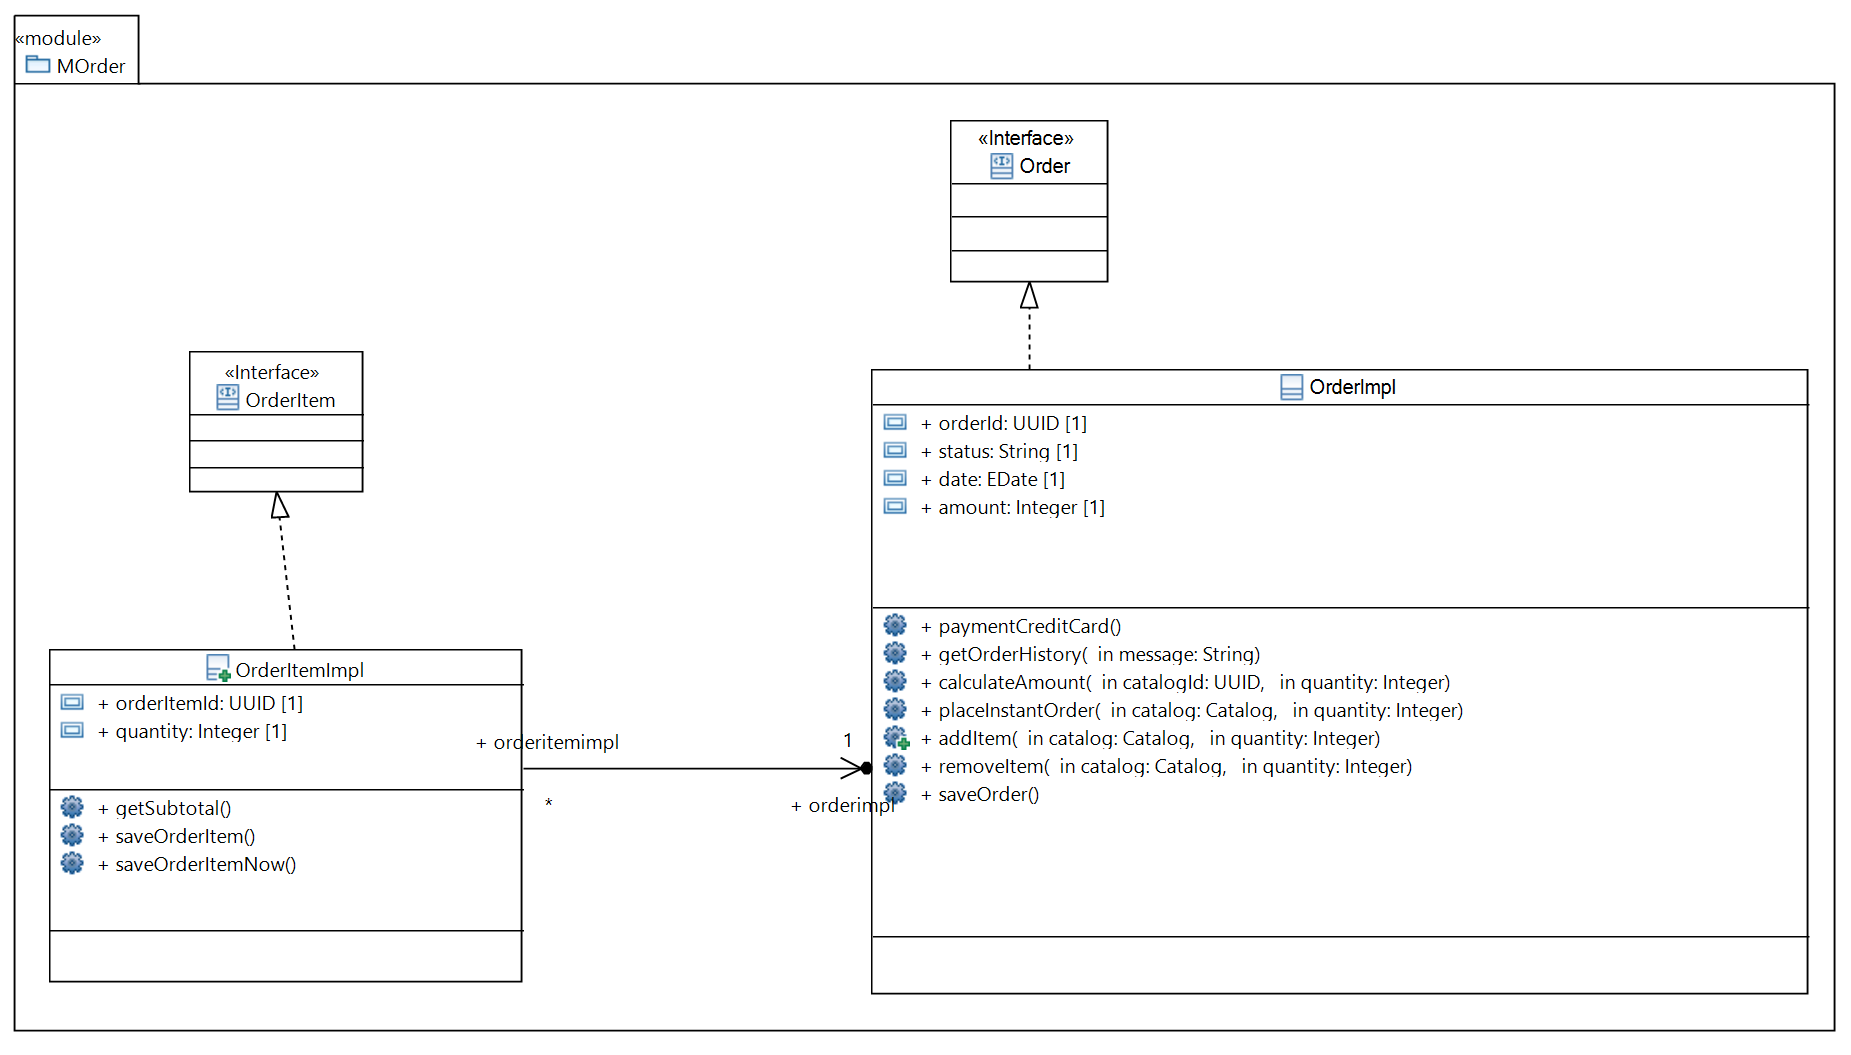 «module»
MOrder
«Interface»
Order
«Interface»
OrderItem
OrderImpl
+ orderId: UUID [1]
+ status: String [1]
+ date: EDate [1]
+ amount: Integer [1]
+ paymentCreditCard()
+ getOrderHistory( in message: String)
+ calculateAmount( in catalogId: UUID, in quantity: Integer)
+ placeInstantOrder( in catalog: Catalog, in quantity: Integer)
+ addItem( in catalog: Catalog, in quantity: Integer)
+ removeItem( in catalog: Catalog, in quantity: Integer)
+ saveOrder()
OrderItemImpl
+ orderItemId: UUID [1]
+ quantity: Integer [1]
+ getSubtotal()
+ saveOrderItem()
+ saveOrderItemNow()
+ orderitemimpl
1
*
+ orderimpl